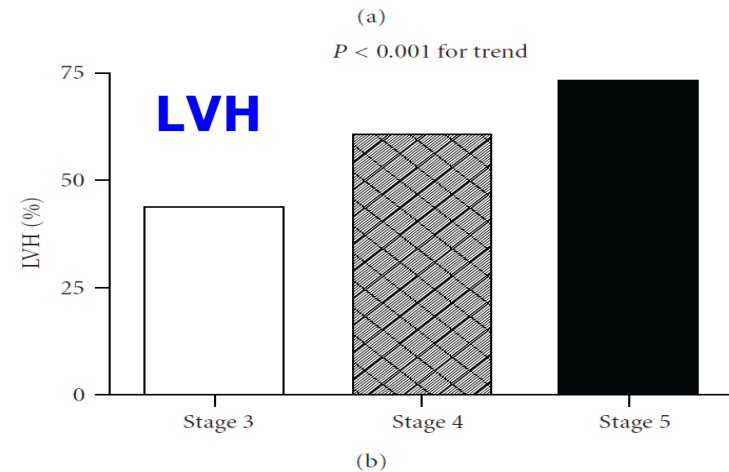 (a)
P < 0.001 for trend
75
LVH
50
LVH (%)
25
0
Stage 3 Stage 4 Stage 5
(b)